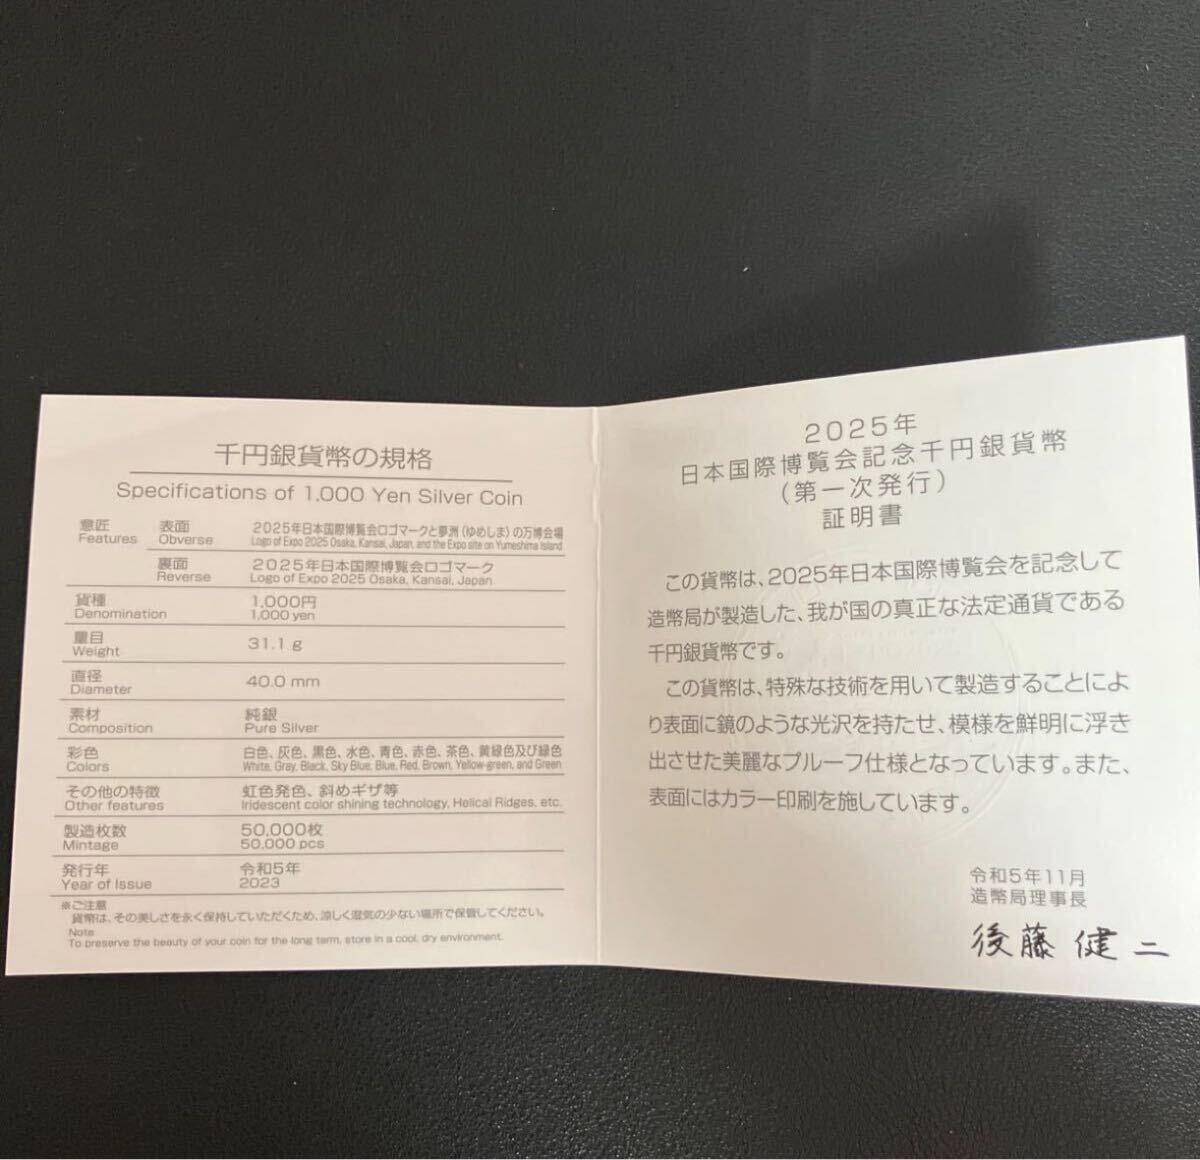 千円銀貨幣の規格
Specifications of 1,000 Yen Silver Coin
意匠 表面 2025年日本国際博覧会ロゴマークと夢洲(ゆめしま)の万博会場
Features Obverse Logo of Expo 2025 Osaka, Kansai, Japan, and the Expo site on Yumeshima Island
裏面 2025年日本国際博覧会ロゴマーク
Reverse Logo of Expo 2025 Osaka, Kansai, Japan
貨種 1,000円
Denomination 1,000 yen
量目 31.1 g
Weight
直径 40.0 mm
Diameter
素材 純銀
Composition Pure Silver
彩色 白色、灰色、黒色、水色、青色、赤色、茶色、黄緑色及び緑色
Colors White, Gray, Black, Sky Blue, Blue, Red, Brown, Yellow-green, and Green
その他の特徴 虹色発色、斜めギザ等
Other features Iridescent color shining technology, Helical Ridges, etc.
製造枚数 50,000枚
Mintage 50,000 pcs
発行年 令和5年
Year of Issue 2023
※ご注意
貨幣は、その美しさを永く保持していただくため、涼しく湿気の少ない場所で保管してください。
Note
To preserve the beauty of your coin for the long term, store in a cool, dry environment.
2025年
日本国際博覧会記念千円銀貨幣
(第一次発行)
証明書
この貨幣は、2025年日本国際博覧会を記念して
造幣局が製造した、我が国の真正な法定通貨である
千円銀貨幣です。
この貨幣は、特殊な技術を用いて製造することによ
り表面に鏡のような光沢を持たせ、模様を鮮明に浮き
出させた美麗なプルーフ仕様となっています。また、
表面にはカラー印刷を施しています。
令和5年11月
造幣局理事長
後藤健二